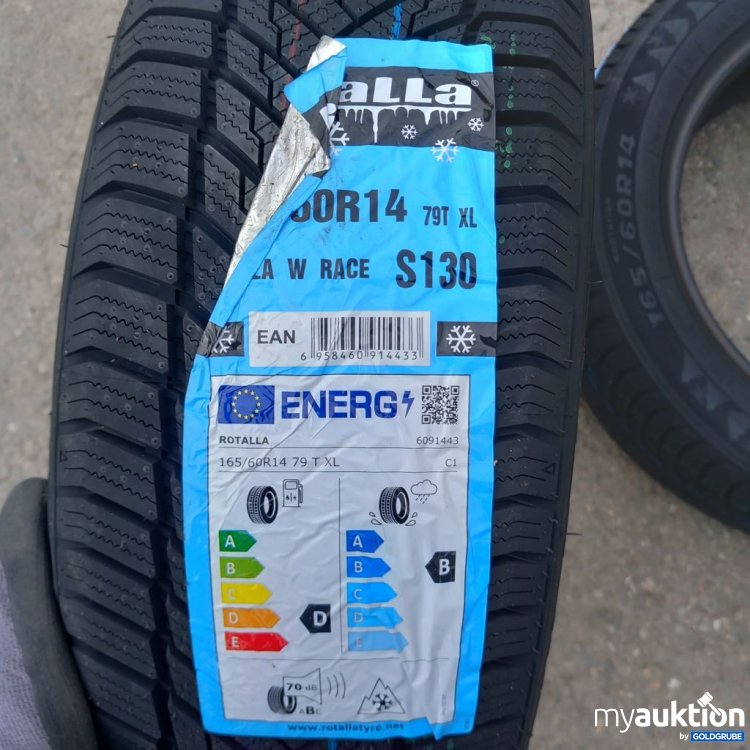 aLLa
60R14 79T XL
LA W RACE S130
EAN
6 958460 914433
ENERG
ROTALLA 6091443
165/60R14 79 T XL C1
A A
B B B
C C
D D D
E E
70 dB
ABC
www.rotallatyre.net
165/60R14
myauktion
by GOLDGRUBE